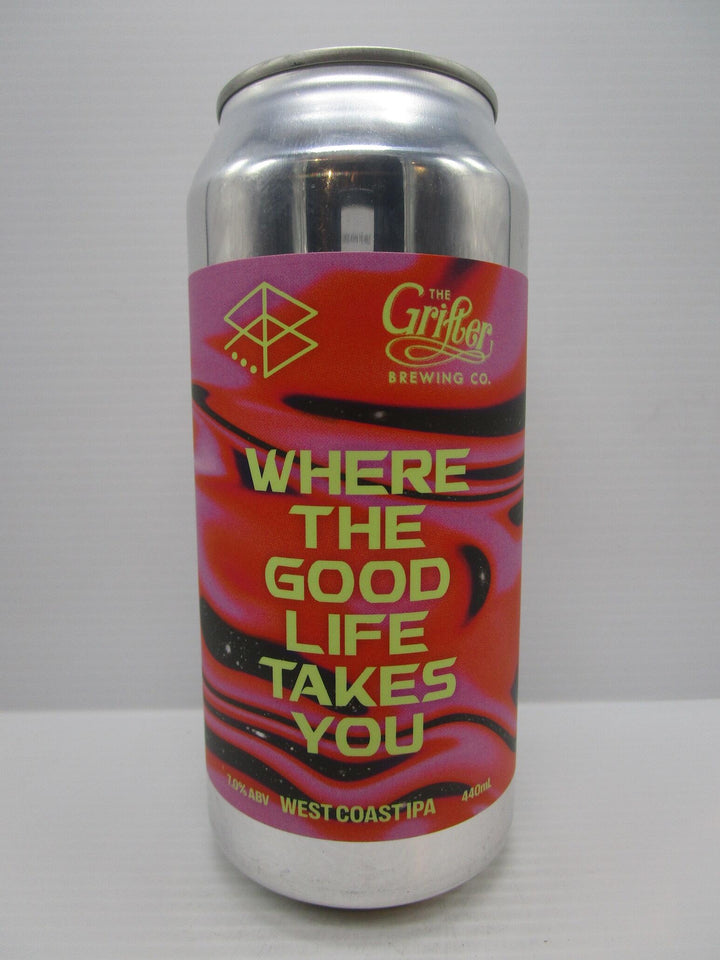 THE
Grifter
BREWING CO.
WHERE
THE
GOOD
LIFE
TAKES
YOU
7.0% ABV WEST COAST IPA 440mL